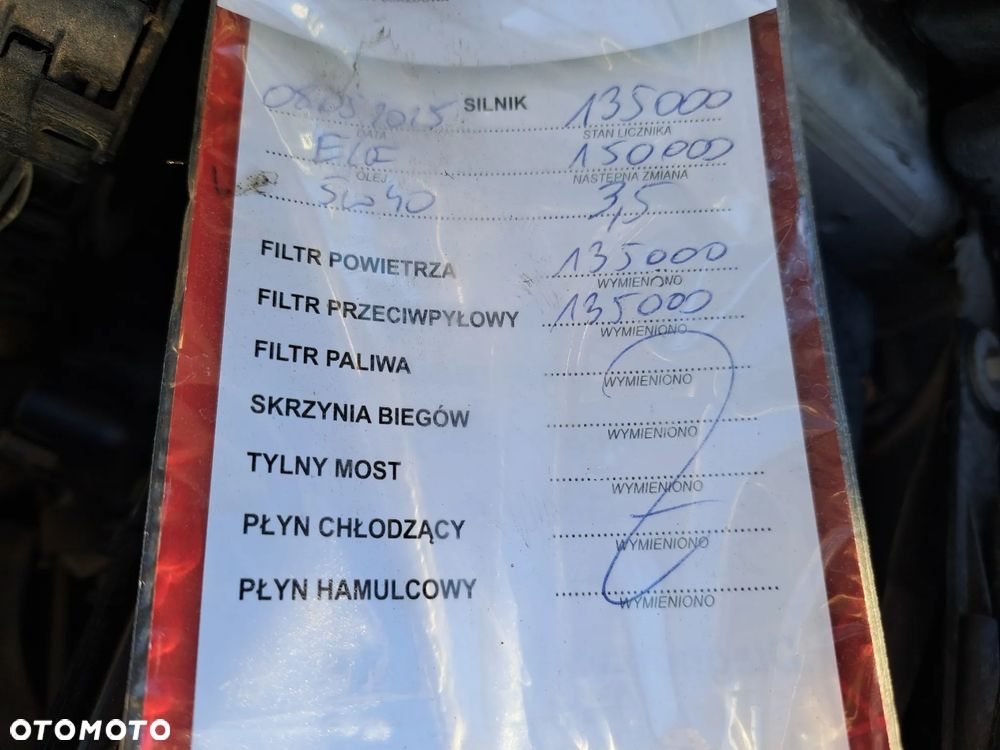 08.05.2025 SILNIK 135000
DATA STAN LICZNIKA
ELF 150000
OLEJ NASTĘPNA ZMIANA
5W40 3,5
FILTR POWIETRZA 135000
WYMIENIONO
FILTR PRZECIWPYŁOWY 135000
WYMIENIONO
FILTR PALIWA
WYMIENIONO
SKRZYNIA BIEGÓW
WYMIENIONO
TYLNY MOST
WYMIENIONO
PŁYN CHŁODZĄCY
WYMIENIONO
PŁYN HAMULCOWY
WYMIENIONO
OTOMOTO